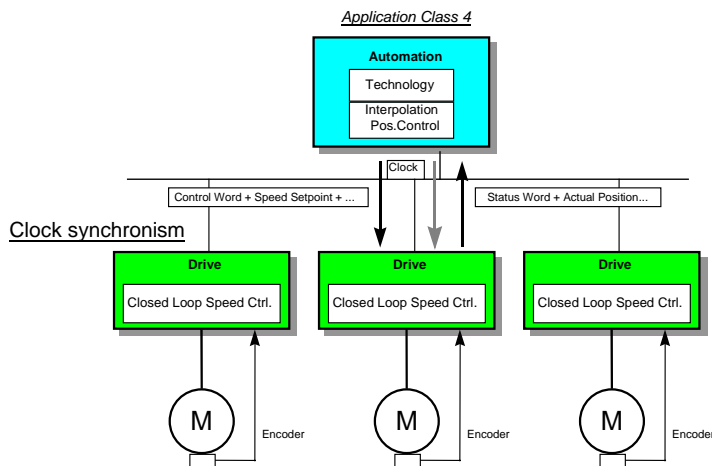 Application Class 4
Automation
Technology
Interpolation
Pos.Control
Clock
Control Word + Speed Setpoint + ...
Status Word + Actual Position...
Clock synchronism
Drive
Drive
Drive
Closed Loop Speed Ctrl.
Closed Loop Speed Ctrl.
Closed Loop Speed Ctrl.
M
M
M
Encoder
Encoder
Encoder